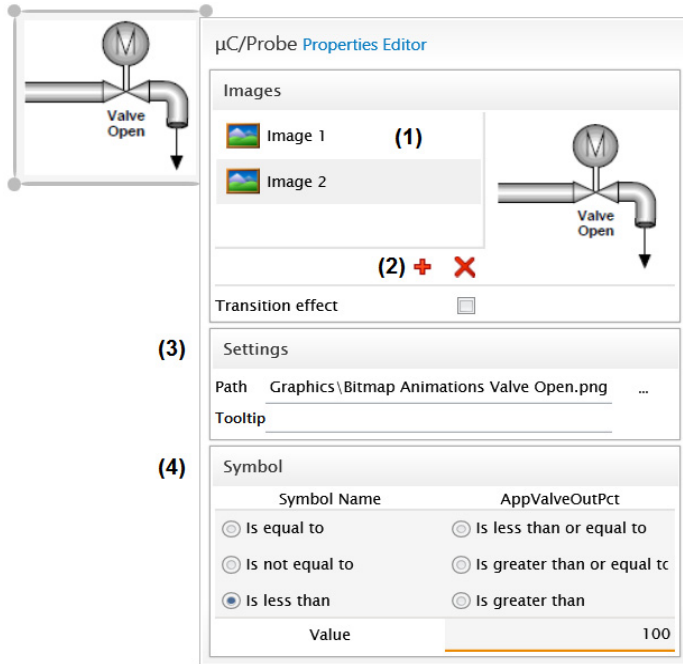 M
Valve
Open
µC/Probe Properties Editor
Images
Image 1
(1)
Image 2
M
Valve
Open
(2)
Transition effect
(3)
Settings
Path Graphics\Bitmap Animations Valve Open.png ...
Tooltip
(4)
Symbol
Symbol Name AppValveOutPct
Is equal to Is less than or equal to
Is not equal to Is greater than or equal to
Is less than Is greater than
Value 100